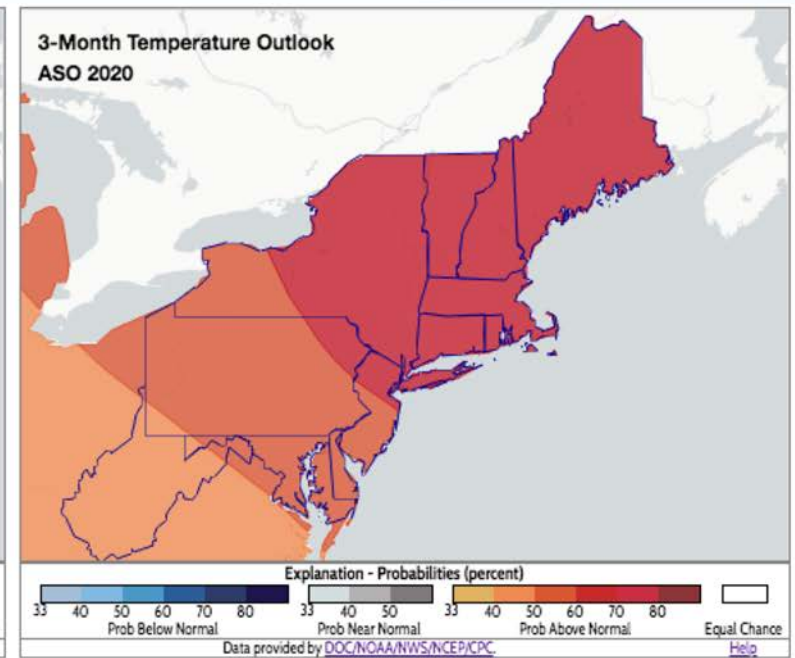 3-Month Temperature Outlook
ASO 2020
Explanation - Probabilities (percent)
33 40 50 60 70 80 33 40 50 33 40 50 60 70 80
Prob Below Normal Prob Near Normal Prob Above Normal Equal Chance
Data provided by DOC/NOAA/NWS/NCEP/CPC. Help